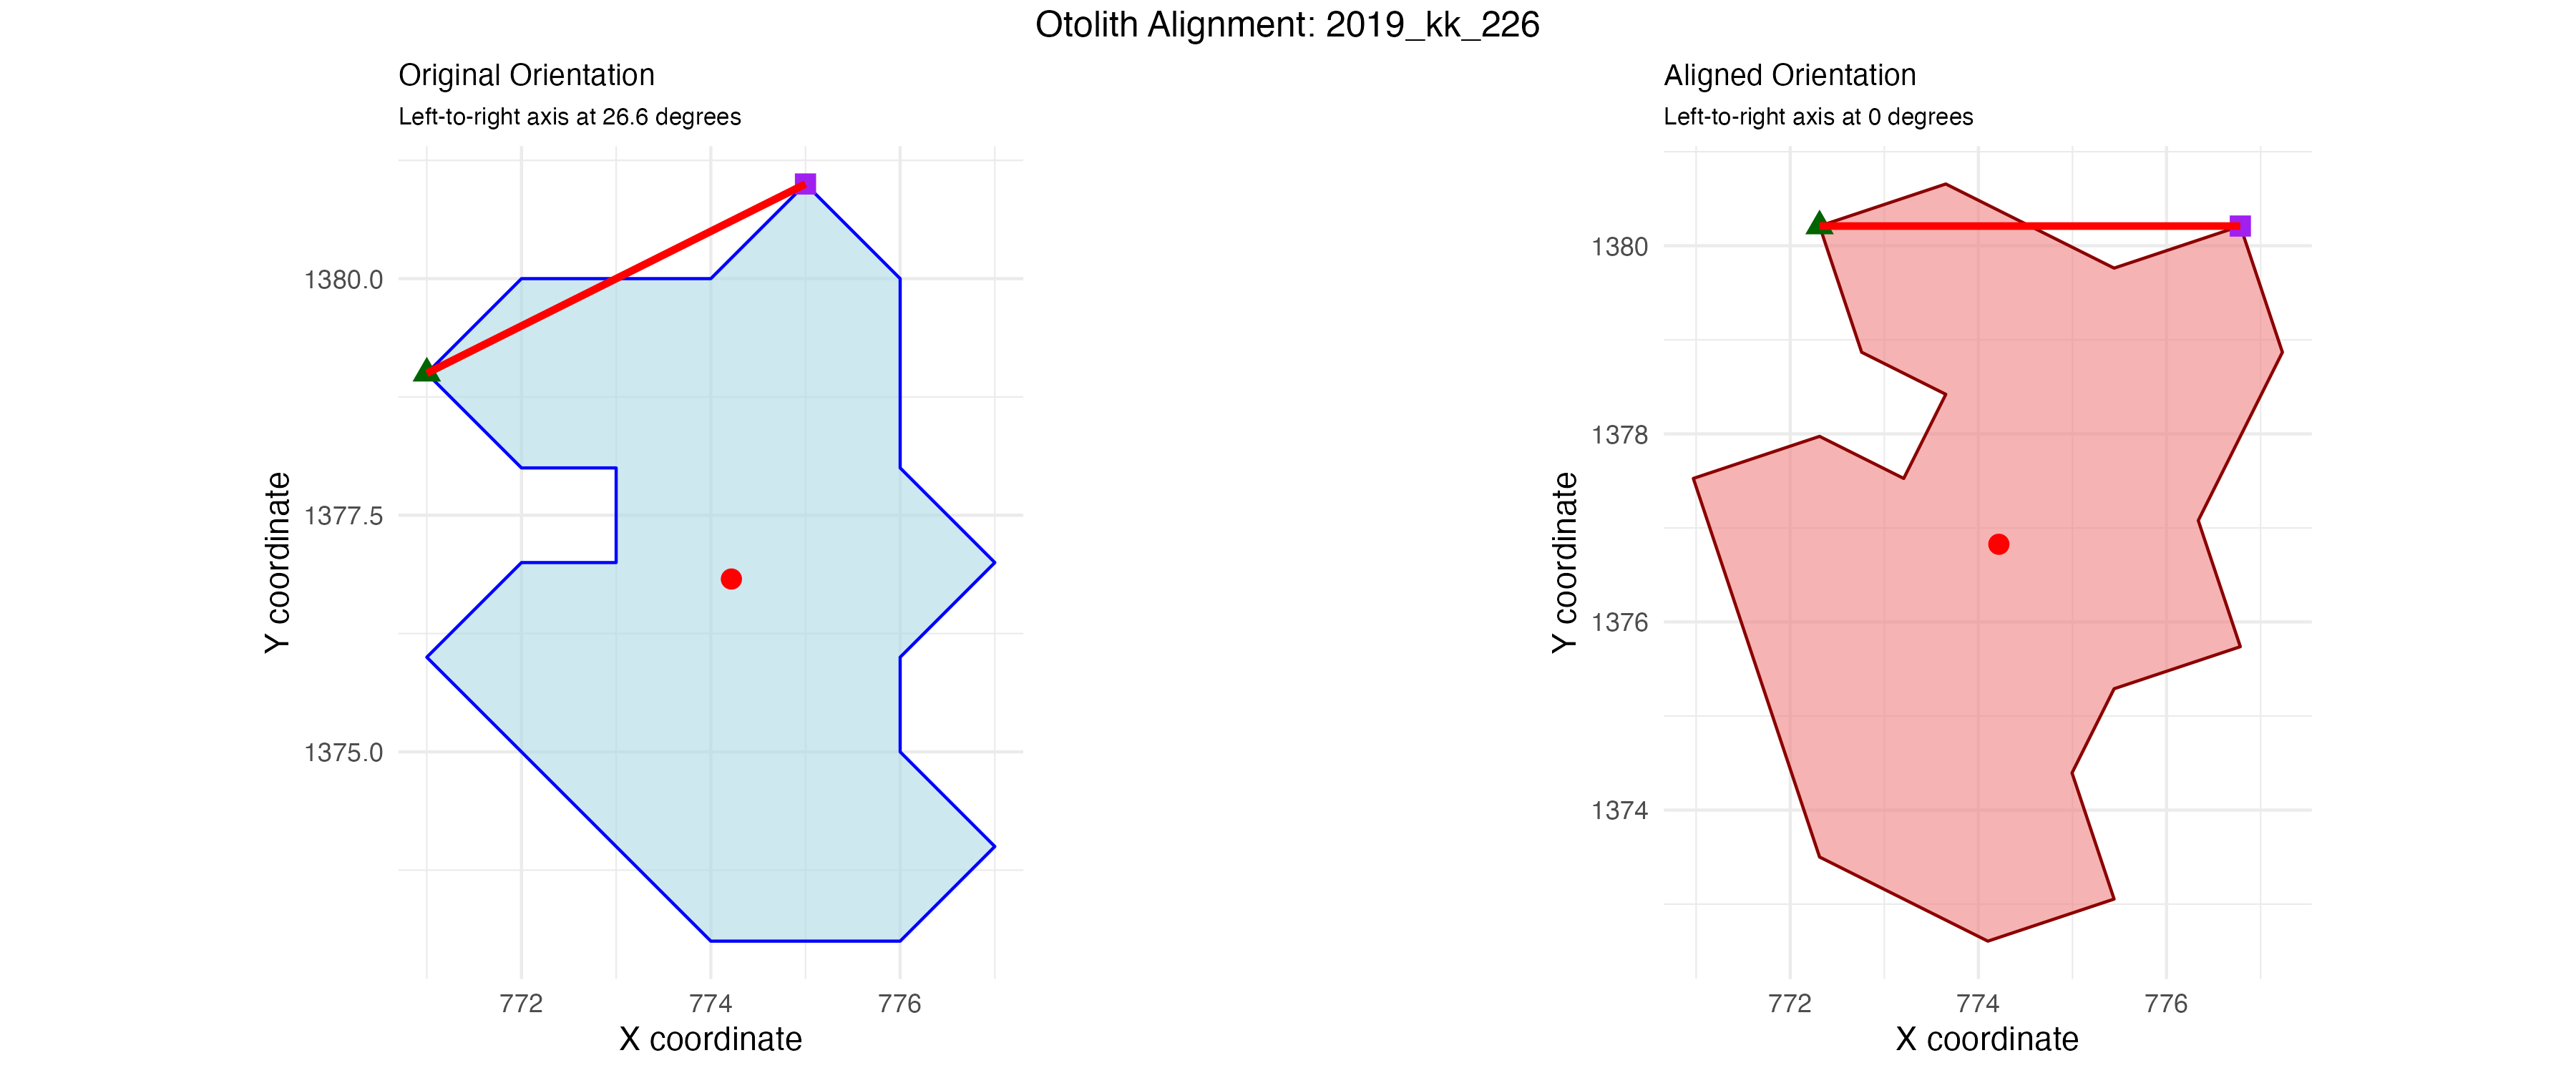 Otolith Alignment: 2019_kk_226
Original Orientation
Left-to-right axis at 26.6 degrees
Y coordinate
1380.0
1377.5
1375.0
772
774
776
X coordinate
Aligned Orientation
Left-to-right axis at 0 degrees
Y coordinate
1380
1378
1376
1374
772
774
776
X coordinate